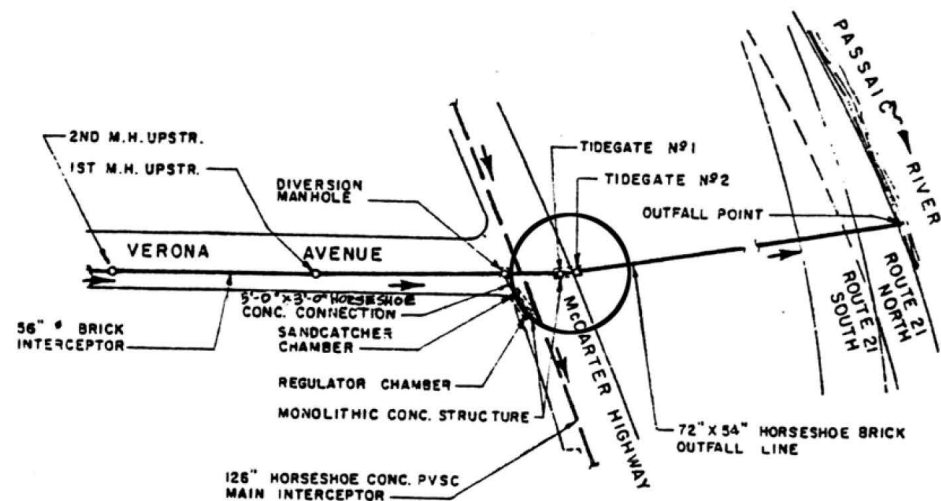 PASSAIC
RIVER
2ND M.H. UPSTR.
1ST M.H. UPSTR.
DIVERSION
MANHOLE
TIDEGATE Nº1
TIDEGATE Nº2
OUTFALL POINT
VERONA AVENUE
5'-0" X 3'-0" HORSESHOE
CONC. CONNECTION
SANDCATCHER
CHAMBER
56" ø BRICK
INTERCEPTOR
REGULATOR CHAMBER
MONOLITHIC CONC. STRUCTURE
McCARTER HIGHWAY
ROUTE 21
SOUTH
ROUTE 21
NORTH
72" X 54" HORSESHOE BRICK
OUTFALL LINE
126" HORSESHOE CONC. PVSC
MAIN INTERCEPTOR